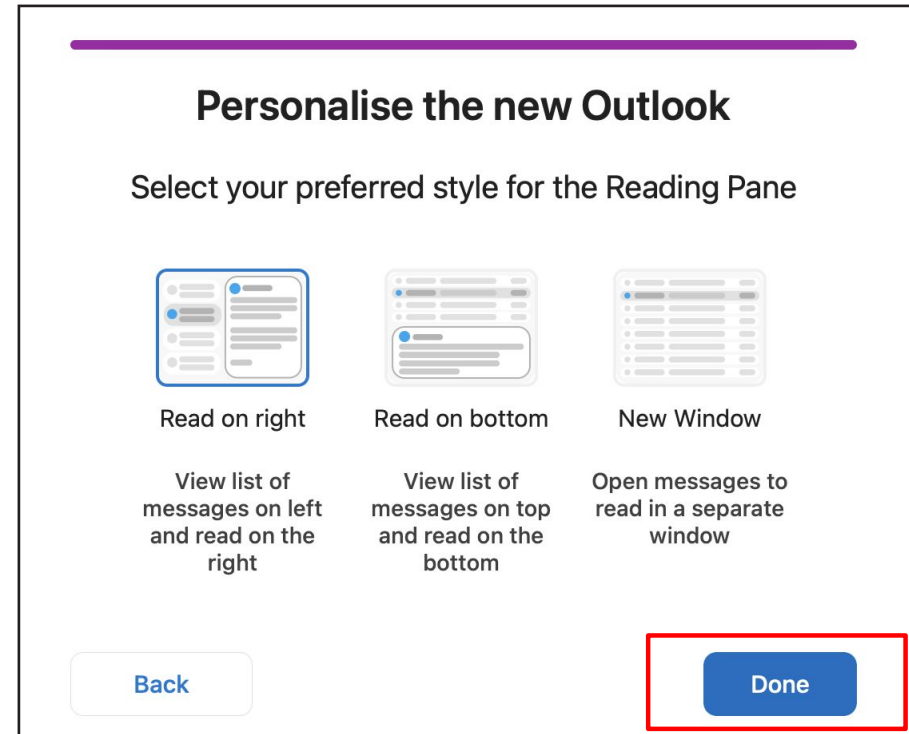 Personalise the new Outlook
Select your preferred style for the Reading Pane
Read on right
View list of
messages on left
and read on the
right
Read on bottom
View list of
messages on top
and read on the
bottom
New Window
Open messages to
read in a separate
window
Back
Done